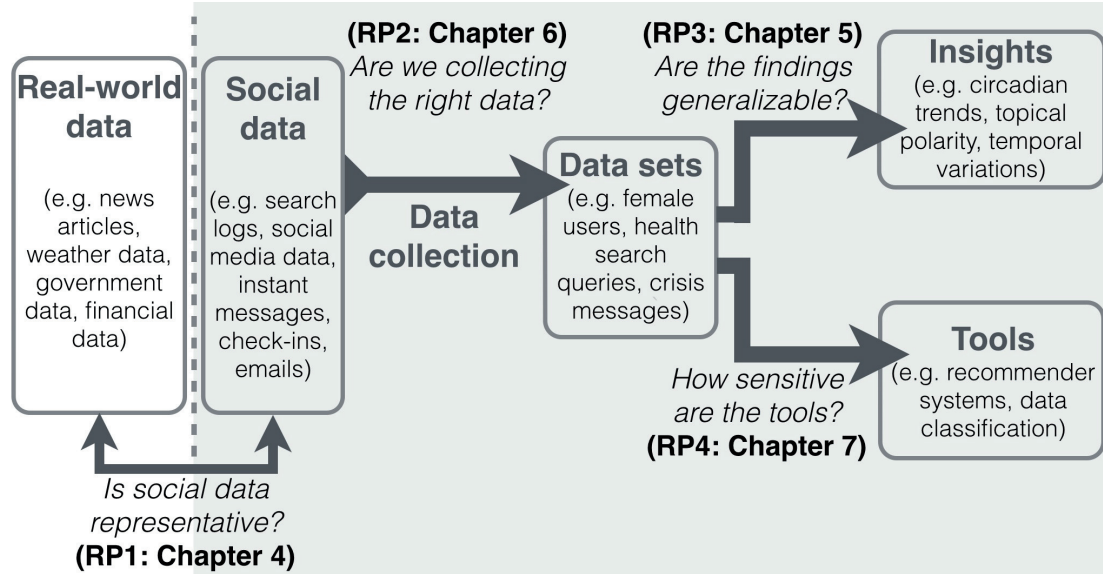 Real-world
data
(e.g. news
articles,
weather data,
government
data, financial
data)
Social
data
(e.g. search
logs, social
media data,
instant
messages,
check-ins,
emails)
Is social data
representative?
(RP1: Chapter 4)
(RP2: Chapter 6)
Are we collecting
the right data?
Data
collection
Data sets
(e.g. female
users, health
search
queries, crisis
messages)
(RP3: Chapter 5)
Are the findings
generalizable?
Insights
(e.g. circadian
trends, topical
polarity, temporal
variations)
How sensitive
are the tools?
(RP4: Chapter 7)
Tools
(e.g. recommender
systems, data
classification)